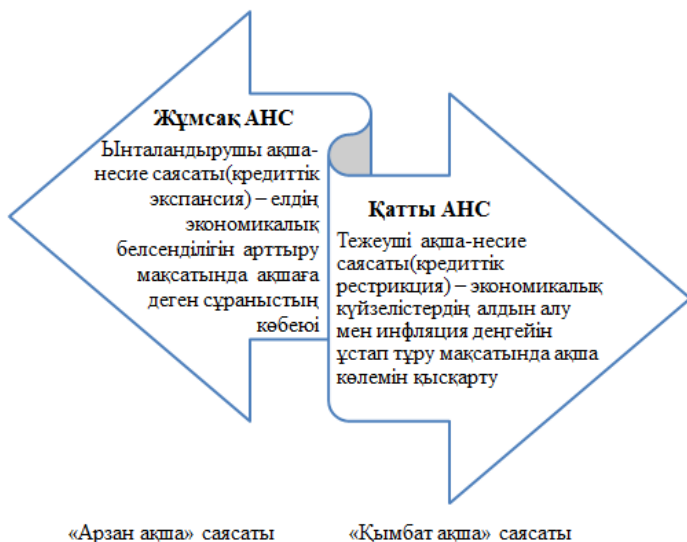 Жұмсақ АНС
Ынталандырушы ақша-
несие саясаты(кредиттік
экспансия) – елдің
экономикалық
белсенділігін арттыру
мақсатында ақшаға
деген сұраныстың
көбеюі
Қатты АНС
Тежеуші ақша-несие
саясаты(кредиттік
рестрикция) – экономикалық
күйзелістердің алдын алу
мен инфляция деңгейін
ұстап тұру мақсатында ақша
көлемін қысқарту
«Арзан ақша» саясаты
«Қымбат ақша» саясаты